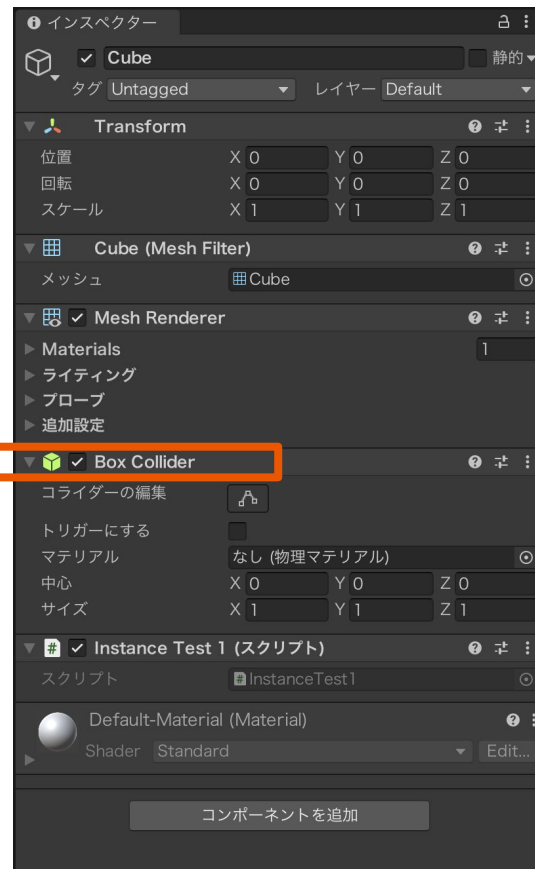 インスペクター
Cube 静的
タグ Untagged レイヤー Default
Transform
位置 X 0 Y 0 Z 0
回転 X 0 Y 0 Z 0
スケール X 1 Y 1 Z 1
Cube (Mesh Filter)
メッシュ Cube
Mesh Renderer
Materials 1
ライティング
プローブ
追加設定
Box Collider
コライダーの編集
トリガーにする
マテリアル なし (物理マテリアル)
中心 X 0 Y 0 Z 0
サイズ X 1 Y 1 Z 1
# Instance Test 1 (スクリプト)
スクリプト InstanceTest1
Default-Material (Material)
Shader Standard Edit...
コンポーネントを追加